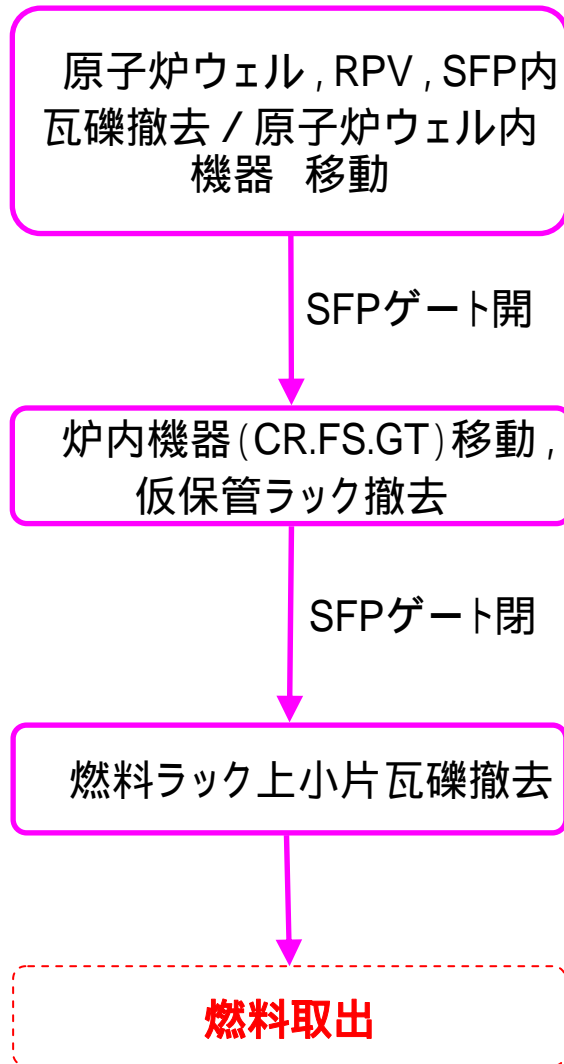 原子炉ウェル,RPV,SFP内
瓦礫撤去/原子炉ウェル内
機器 移動
SFPゲート開
炉内機器(CR.FS.GT)移動,
仮保管ラック撤去
SFPゲート閉
燃料ラック上小片瓦礫撤去
燃料取出